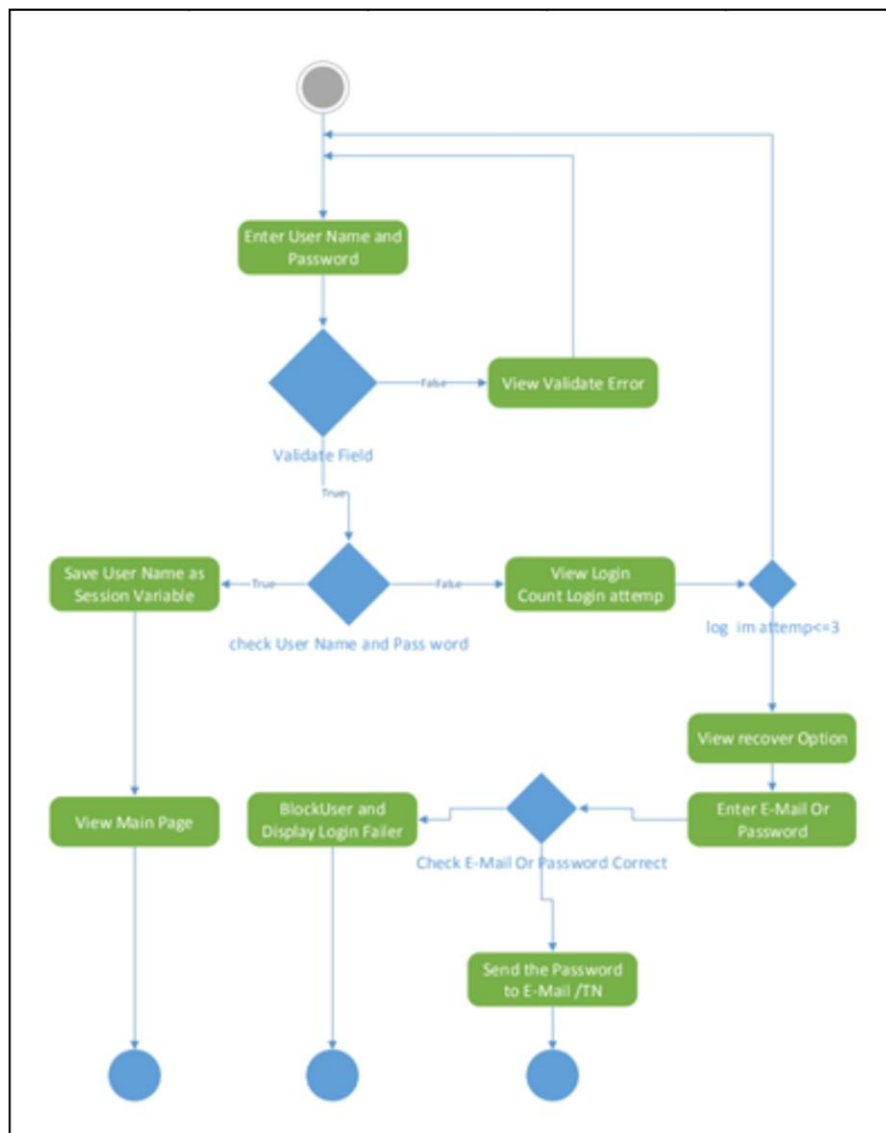 Enter User Name and
Password
False
View Validate Error
Validate Field
True
Save User Name as
Session Variable
True
False
View Login
Count Login attemp
check User Name and Pass word
log im attemp<=3
View recover Option
View Main Page
BlockUser and
Display Login Failer
Enter E-Mail Or
Password
Check E-Mail Or Password Correct
Send the Password
to E-Mail /TN